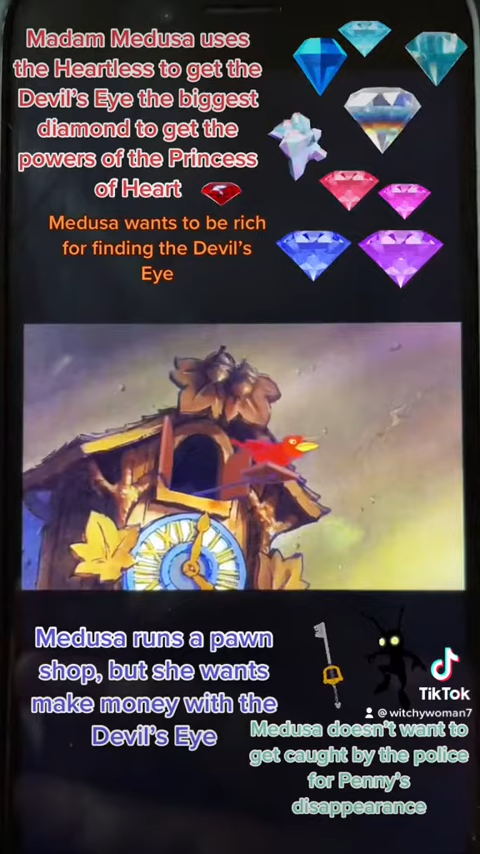 Madam Medusa uses
the Heartless to get the
Devil's Eye the biggest
diamond to get the
powers of the Princess
of Heart
Medusa wants to be rich
for finding the Devil's
Eye
Medusa runs a pawn
shop, but she wants
make money with the
Devil's Eye
TikTok
@witchywoman7
Medusa doesn't want to
get caught by the police
for Penny's
disappearance